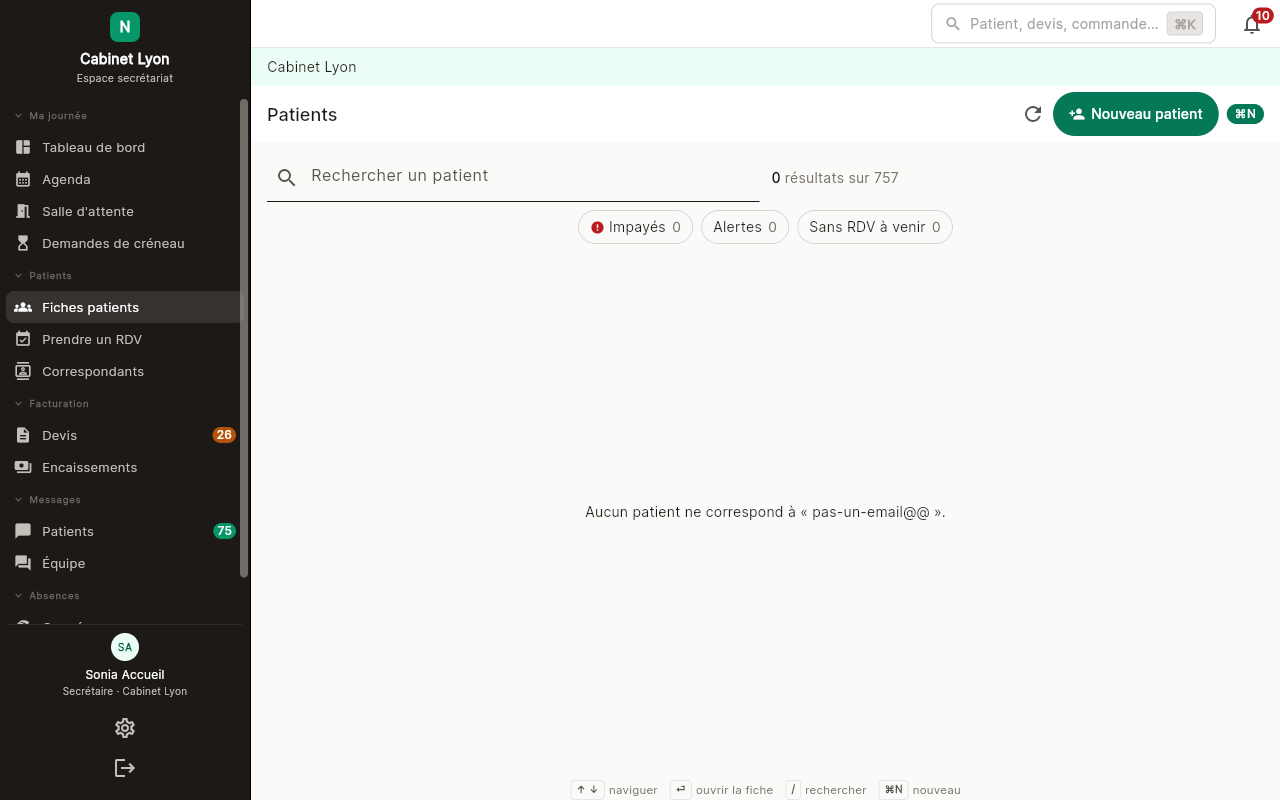 N
Cabinet Lyon
Espace secrétariat
Ma journée
Tableau de bord
Agenda
Salle d'attente
Demandes de créneau
Patients
Fiches patients
Prendre un RDV
Correspondants
Facturation
Devis 26
Encaissements
Messages
Patients 75
Équipe
Absences
SA
Sonia Accueil
Secrétaire · Cabinet Lyon
Patient, devis, commande... ⌘K
10
Cabinet Lyon
Patients
Nouveau patient ⌘N
Rechercher un patient
0 résultats sur 757
Impayés 0 Alertes 0 Sans RDV à venir 0
Aucun patient ne correspond à « pas-un-email@@ ».
↑ ↓ naviguer ⏎ ouvrir la fiche / rechercher ⌘N nouveau